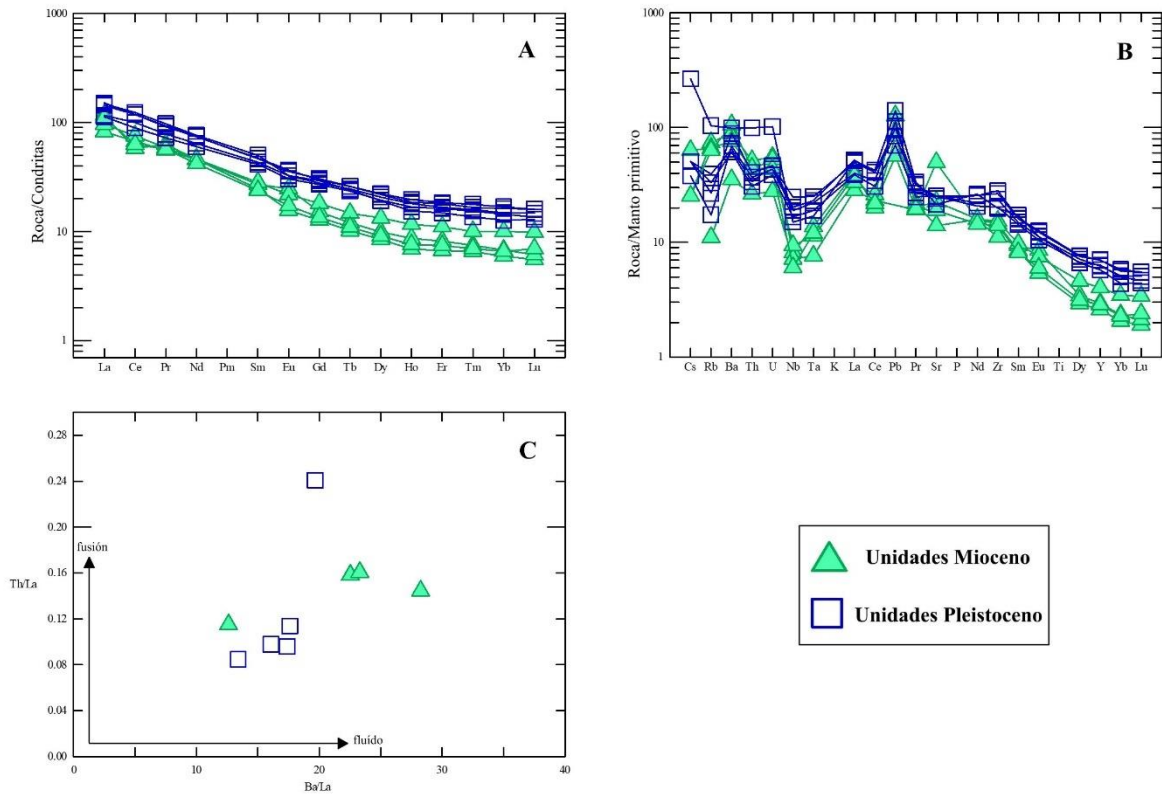 A
Roca/Conditas
1000
100
10
1
La Ce Pr Nd Pm Sm Eu Gd Tb Dy Ho Er Tm Yb Lu
B
Roca/Manto primitivo
1000
100
10
1
Cs Rb Ba Th U Nb Ta K La Ce Pb Pr Sr P Nd Zr Sm Eu Ti Dy Y Yb Lu
C
Th/La
0.28
0.24
0.20
0.16
0.12
0.08
0.04
0.00
fusión
fluído
0 10 20 30 40
Ba/La
Unidades Mioceno
Unidades Pleistoceno